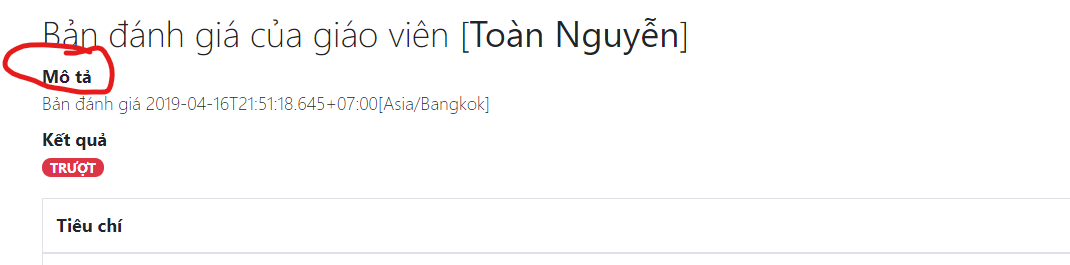 Bản đánh giá của giáo viên [Toàn Nguyễn]
Mô tả
Bản đánh giá 2019-04-16T21:51:18.645+07:00[Asia/Bangkok]
Kết quả
TRƯỢT
Tiêu chí